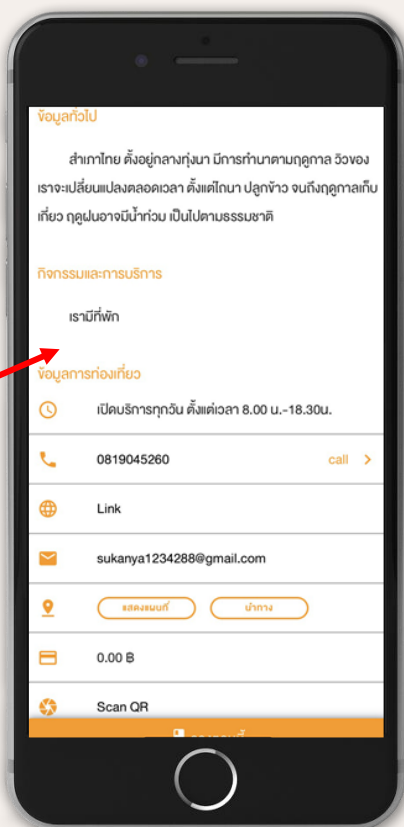 ข้อมูลทั่วไป
สำเภาไทย ตั้งอยู่กลางทุ่งนา มีการทำนาตามฤดูกาล วิวของ
เราจะเปลี่ยนแปลงตลอดเวลา ตั้งแต่ไถนา ปลูกข้าว จนถึงฤดูกาลเก็บ
เกี่ยว ฤดูฝนอาจมีน้ำท่วม เป็นไปตามธรรมชาติ
กิจกรรมและการบริการ
เรามีที่พัก
ข้อมูลการท่องเที่ยว
เปิดบริการทุกวัน ตั้งแต่เวลา 8.00 น.-18.30น.
0819045260 call >
Link
sukanya1234288@gmail.com
แสดงแผนที่ นำทาง
0.00 ฿
Scan QR